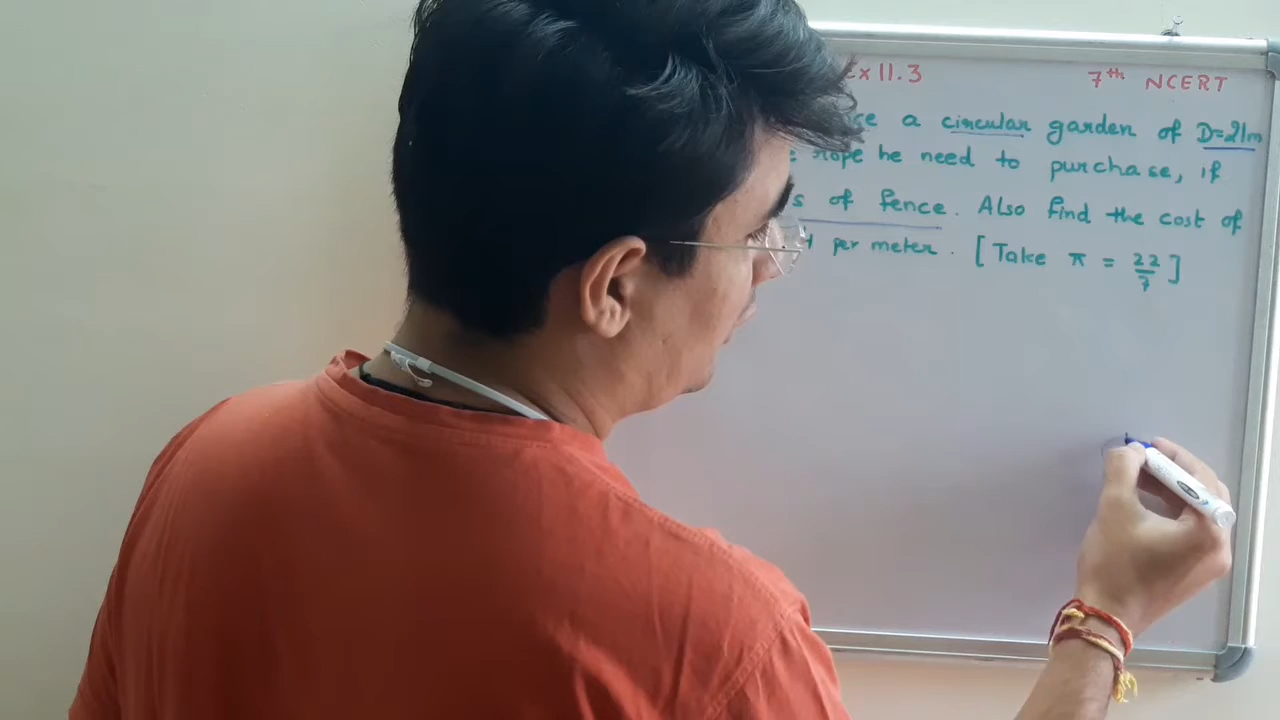 Ex 11.3 7th NCERT
a circular garden of D=21m
rope he need to purchase, if
of fence. Also find the cost of
per meter. [Take π = 22/7]